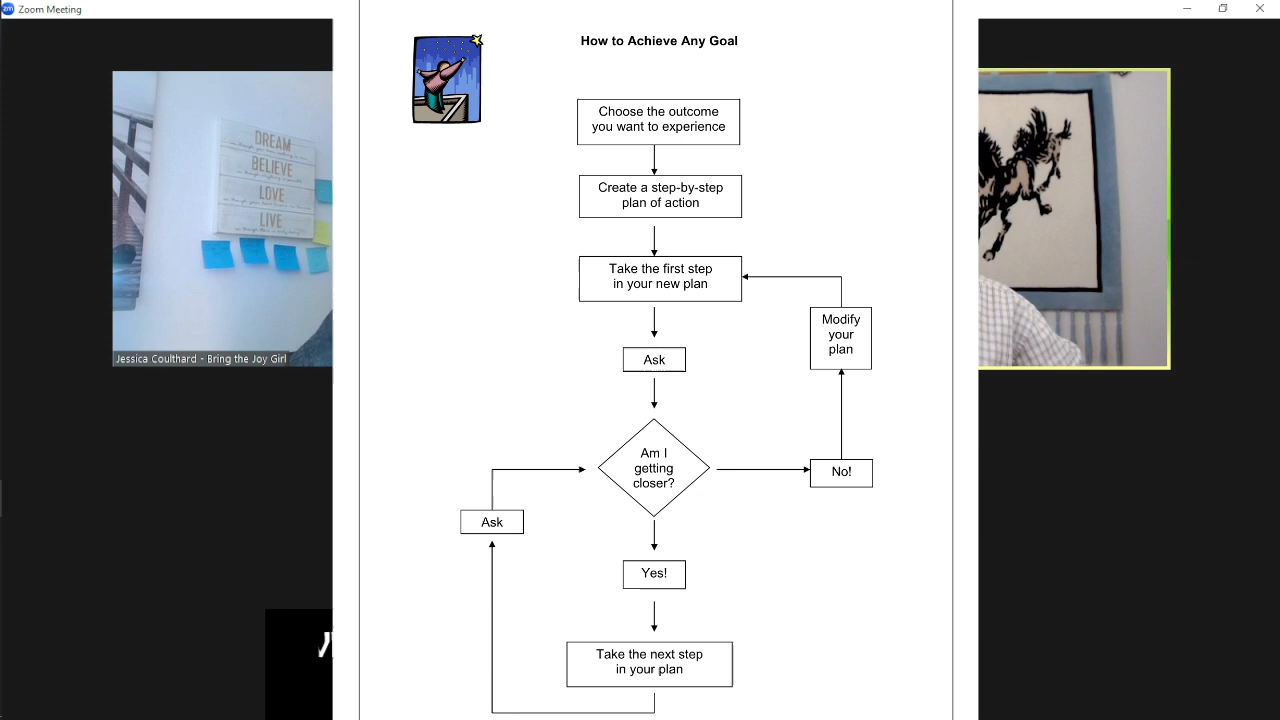 Zoom Meeting
How to Achieve Any Goal
Choose the outcome
you want to experience
Create a step-by-step
plan of action
Take the first step
in your new plan
Modify
your
plan
Ask
Am I
getting
closer?
No!
Ask
Yes!
Take the next step
in your plan
DREAM
BELIEVE
LOVE
LIVE
Jessica Coulthard - Bring the Joy Girl